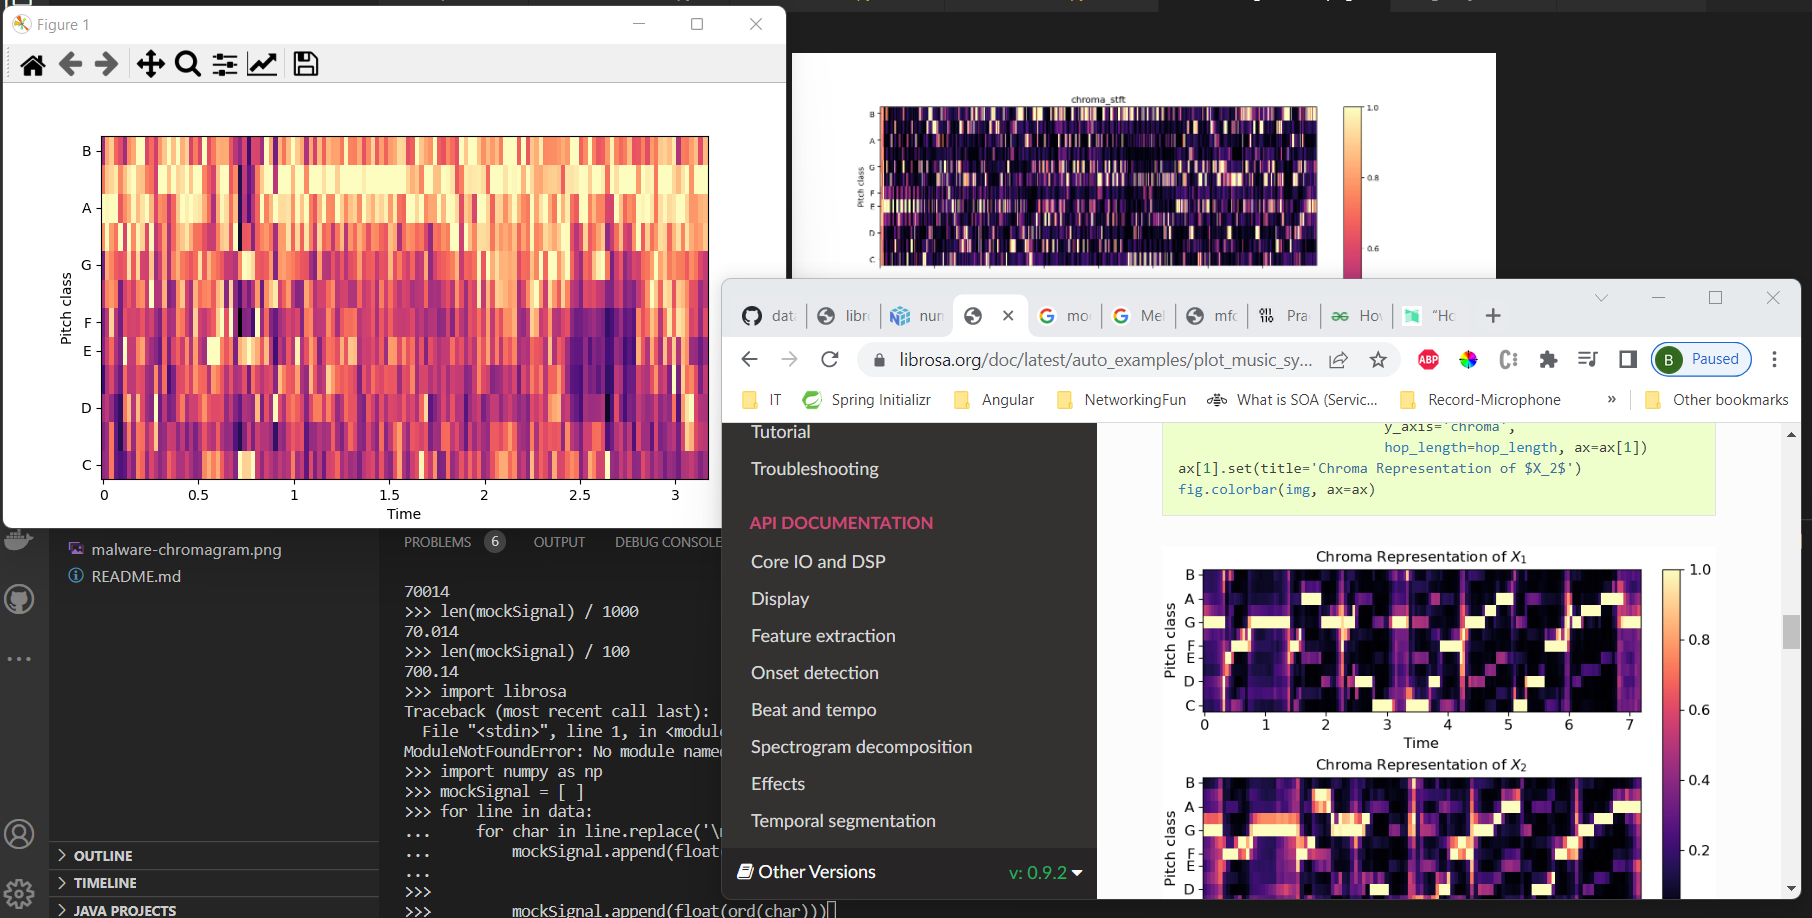 Figure 1
B
A
G
F
E
D
C
Pitch class
0
0.5
1
1.5
2
2.5
3
Time
chroma_stft
B
A
G
F
E
D
C
Pitch class
1.0
0.8
0.6
malware-chromagram.png
README.md
OUTLINE
TIMELINE
JAVA PROJECTS
PROBLEMS 6 OUTPUT DEBUG CONSOLE
70014
>>> len(mockSignal) / 1000
70.014
>>> len(mockSignal) / 100
700.14
>>> import librosa
Traceback (most recent call last):
File "<stdin>", line 1, in <modul
ModuleNotFoundError: No module named
>>> import numpy as np
>>> mockSignal = [ ]
>>> for line in data:
... for char in line.replace('\
... mockSignal.append(float(
...
>>>
>>> mockSignal.append(float(ord(char)))
data libr num mo Mel mfc Pra Hov "Ho
librosa.org/doc/latest/auto_examples/plot_music_sy...
ABP
B Paused
IT Spring Initializr Angular NetworkingFun What is SOA (Servic... Record-Microphone » Other bookmarks
Tutorial
Troubleshooting
API DOCUMENTATION
Core IO and DSP
Display
Feature extraction
Onset detection
Beat and tempo
Spectrogram decomposition
Effects
Temporal segmentation
Other Versions v: 0.9.2
y_axis='chroma',
hop_length=hop_length, ax=ax[1])
ax[1].set(title='Chroma Representation of $X_2$')
fig.colorbar(img, ax=ax)
Chroma Representation of X1
B
A
G
F
E
D
C
Pitch class
0 1 2 3 4 5 6 7
Time
Chroma Representation of X2
B
A
G
F
E
D
Pitch class
1.0
0.8
0.6
0.4
0.2